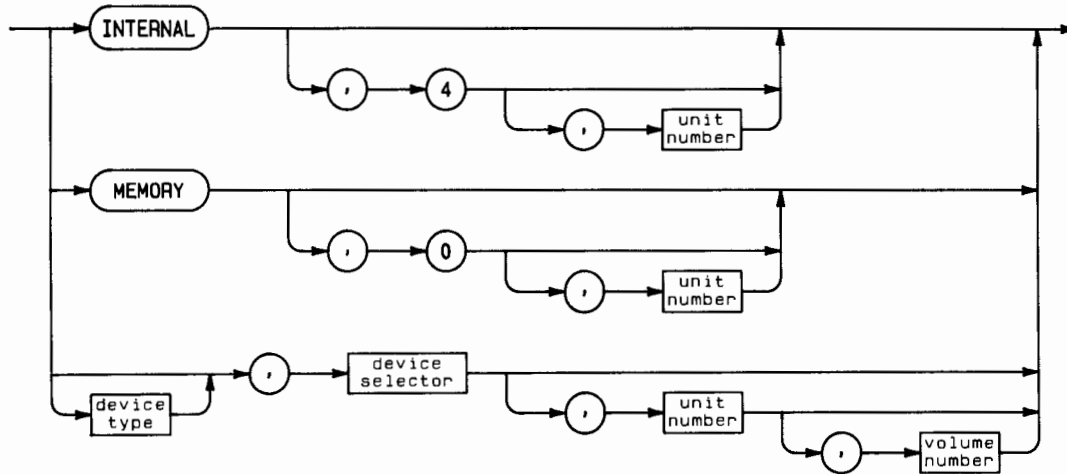 INTERNAL
, 4
, unit
number
MEMORY
, 0
, unit
number
, device
selector
device
type
, unit
number
, volume
number